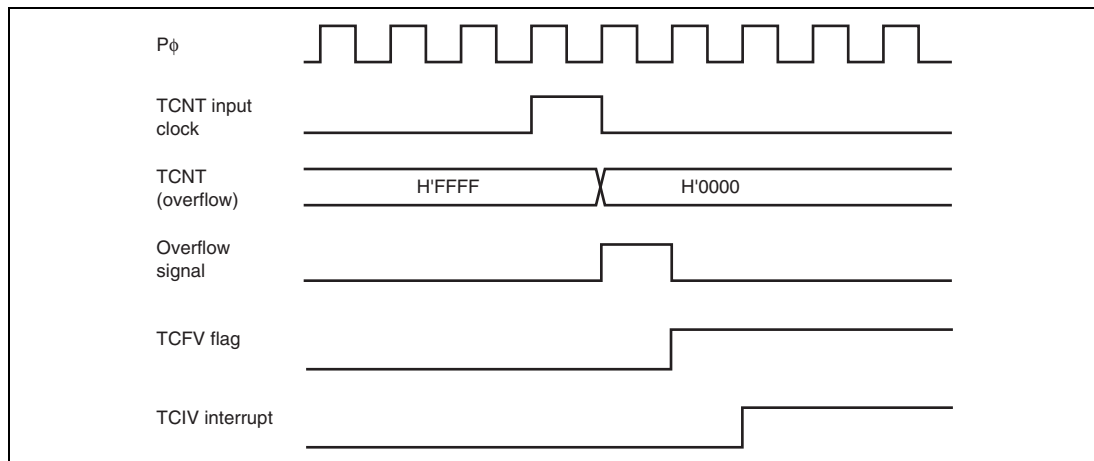 Pφ
TCNT input
clock
TCNT
(overflow)
H'FFFF
H'0000
Overflow
signal
TCFV flag
TCIV interrupt